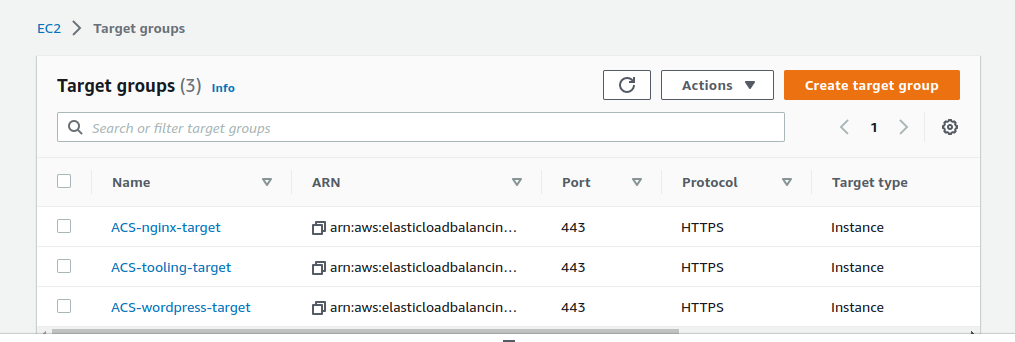 EC2 Target groups
Target groups (3) Info Actions Create target group
Search or filter target groups 1
Name ARN Port Protocol Target type
ACS-nginx-target arn:aws:elasticloadbalancin... 443 HTTPS Instance
ACS-tooling-target arn:aws:elasticloadbalancin... 443 HTTPS Instance
ACS-wordpress-target arn:aws:elasticloadbalancin... 443 HTTPS Instance